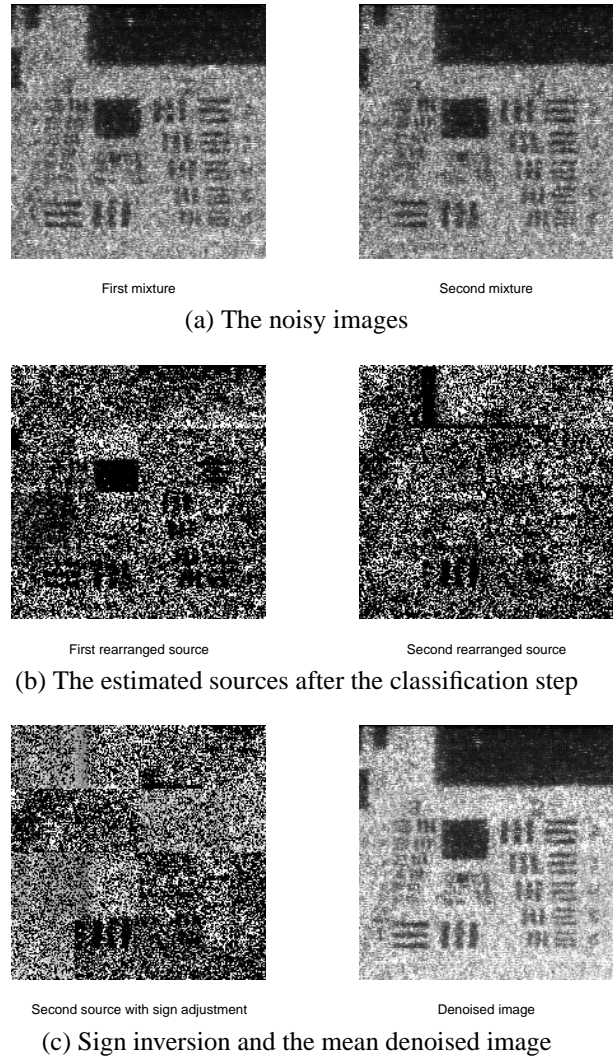 First mixture
Second mixture
(a) The noisy images
First rearranged source
Second rearranged source
(b) The estimated sources after the classification step
Second source with sign adjustment
Denoised image
(c) Sign inversion and the mean denoised image